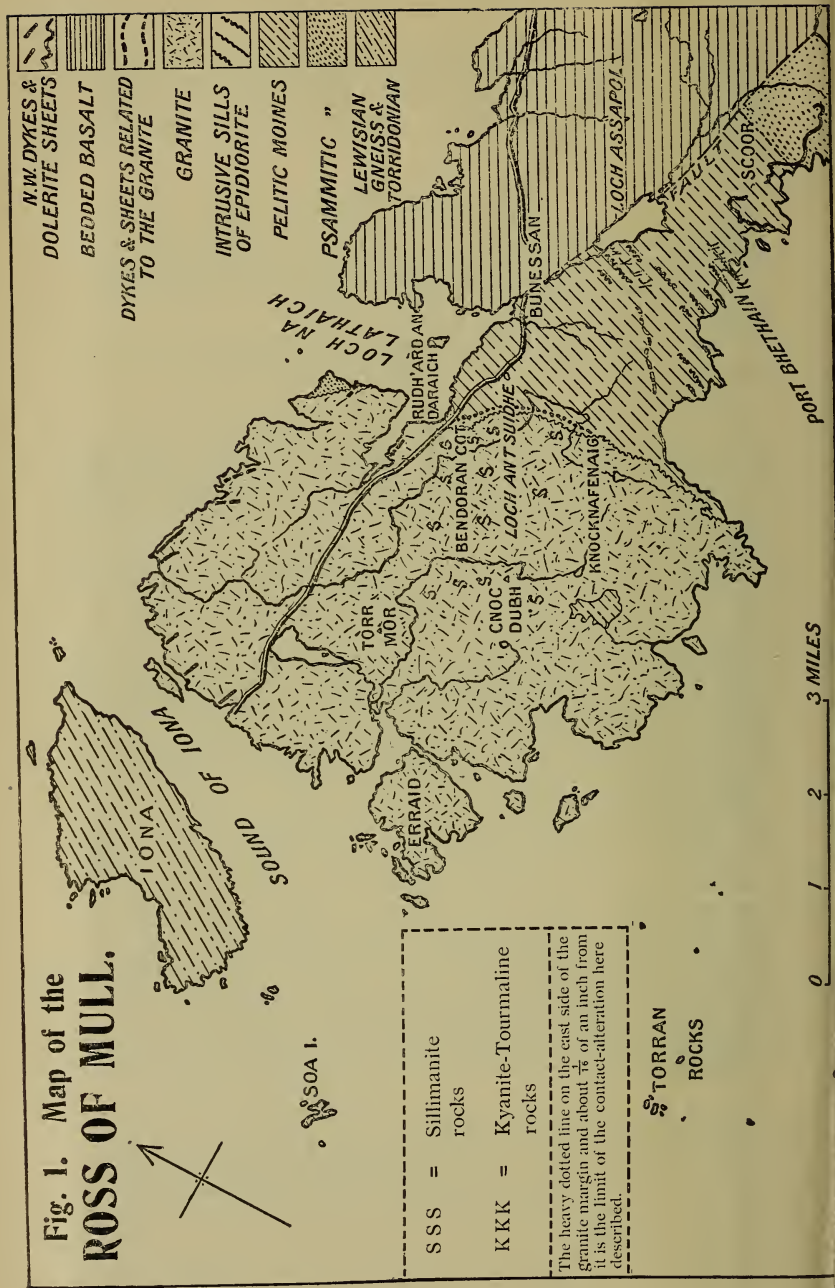 Fig. 1. Map of the
ROSS OF MULL.
N.W. DYKES &
DOLERITE SHEETS
BEDDED BASALT
DYKES & SHEETS RELATED
TO THE GRANITE
GRANITE
INTRUSIVE SILLS
OF EPIDIORITE
PELITIC MOINES
PSAMMITIC "
LEWISIAN
GNEISS &
TORRIDONIAN
IONA
SOUND OF IONA
SOA I.
ERRAID
TORRAN
ROCKS
TORR
MOR
CNOC
DUBH
BENDORAN COT
LOCH ANT SUIDHE
KNOCKNAFENAIG
RUDH'ARD AN
DARAICH
LOCH NA
LATHAICH
BUNESSAN
LOCH ASSAPOL
FAULT
SCOOR
PORT BHETHAIN
S
S
S
S
S
S
S
S
S
S
S
S
S
K
K
K
S S S = Sillimanite
rocks
K K K = Kyanite-Tourmaline
rocks
The heavy dotted line on the east side of the
granite margin and about 1/16 of an inch from
it is the limit of the contact-alteration here
described.
0 1 2 3 MILES